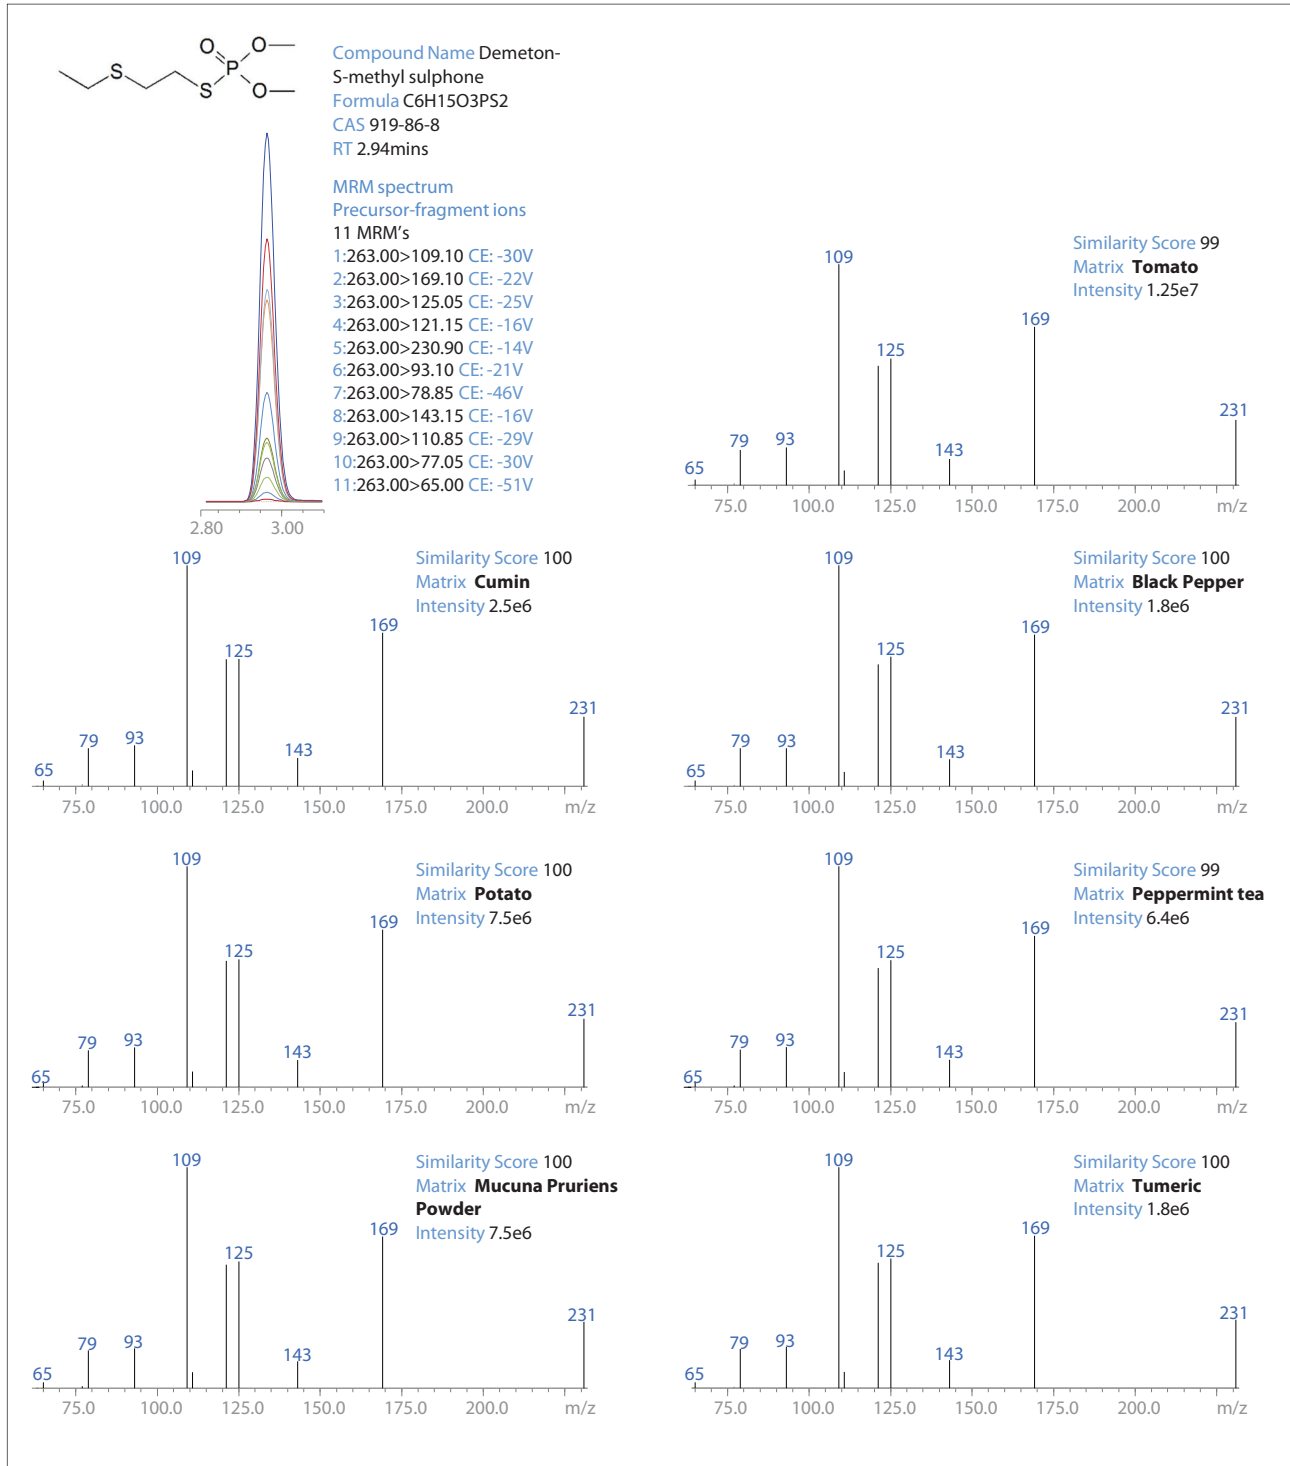 O
O
S
P
S
O
Compound Name Demeton-
S-methyl sulphone
Formula C6H15O3PS2
CAS 919-86-8
RT 2.94mins
MRM spectrum
Precursor-fragment ions
11 MRM's
1:263.00>109.10 CE: -30V
2:263.00>169.10 CE: -22V
3:263.00>125.05 CE: -25V
4:263.00>121.15 CE: -16V
5:263.00>230.90 CE: -14V
6:263.00>93.10 CE: -21V
7:263.00>78.85 CE: -46V
8:263.00>143.15 CE: -16V
9:263.00>110.85 CE: -29V
10:263.00>77.05 CE: -30V
11:263.00>65.00 CE: -51V
2.80 3.00
Similarity Score 99
Matrix Tomato
Intensity 1.25e7
109
169
125
231
79 93
143
65
75.0 100.0 125.0 150.0 175.0 200.0 m/z
Similarity Score 100
Matrix Cumin
Intensity 2.5e6
109
169
125
231
79 93
143
65
75.0 100.0 125.0 150.0 175.0 200.0 m/z
Similarity Score 100
Matrix Black Pepper
Intensity 1.8e6
109
169
125
231
79 93
143
65
75.0 100.0 125.0 150.0 175.0 200.0 m/z
Similarity Score 100
Matrix Potato
Intensity 7.5e6
109
169
125
231
79 93
143
65
75.0 100.0 125.0 150.0 175.0 200.0 m/z
Similarity Score 99
Matrix Peppermint tea
Intensity 6.4e6
109
169
125
231
79 93
143
65
75.0 100.0 125.0 150.0 175.0 200.0 m/z
Similarity Score 100
Matrix Mucuna Pruriens
Powder
Intensity 7.5e6
109
169
125
231
79 93
143
65
75.0 100.0 125.0 150.0 175.0 200.0 m/z
Similarity Score 100
Matrix Tumeric
Intensity 1.8e6
109
169
125
231
79 93
143
65
75.0 100.0 125.0 150.0 175.0 200.0 m/z